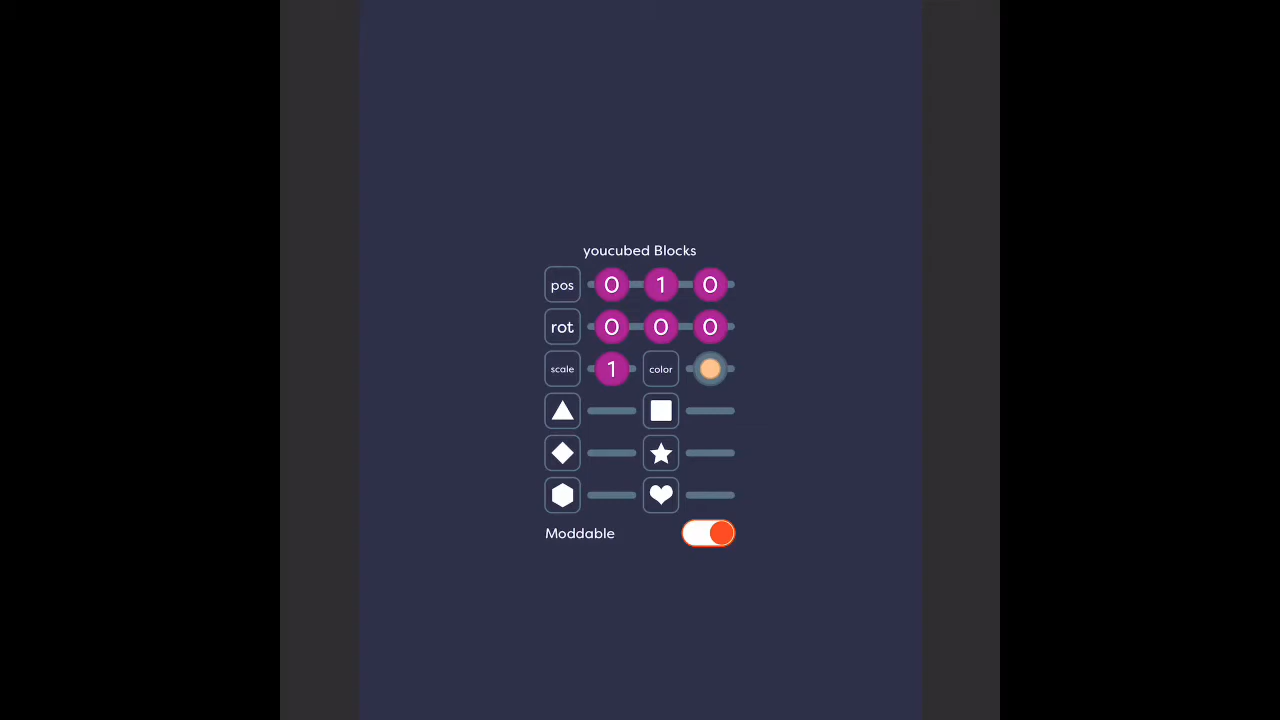 youcubed Blocks
pos 0 1 0
rot 0 0 0
scale 1 color
Moddable